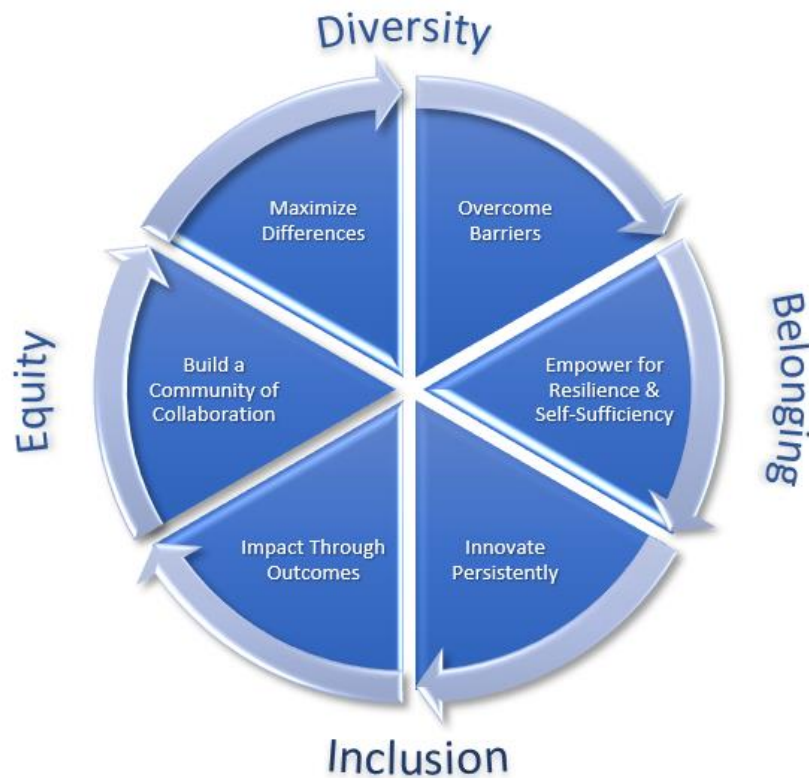 Diversity
Maximize
Differences
Overcome
Barriers
Equity
Build a
Community of
Collaboration
Empower for
Resilience &
Self-Sufficiency
Belonging
Impact Through
Outcomes
Innovate
Persistently
Inclusion